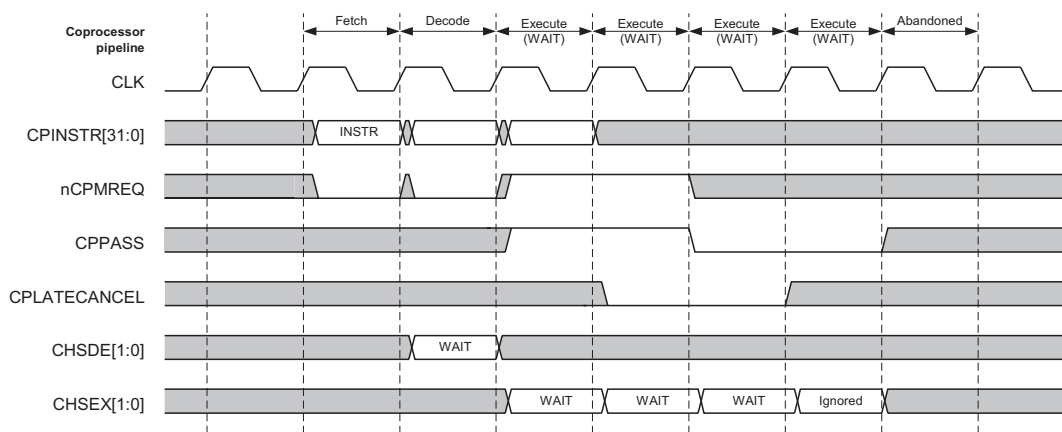 Fetch Decode Execute (WAIT) Execute (WAIT) Execute (WAIT) Execute (WAIT) Abandoned
Coprocessor
pipeline
CLK
CPINSTR[31:0] INSTR
nCPMREQ
CPPASS
CPLATECANCEL
CHSDE[1:0] WAIT
CHSEX[1:0] WAIT WAIT WAIT Ignored